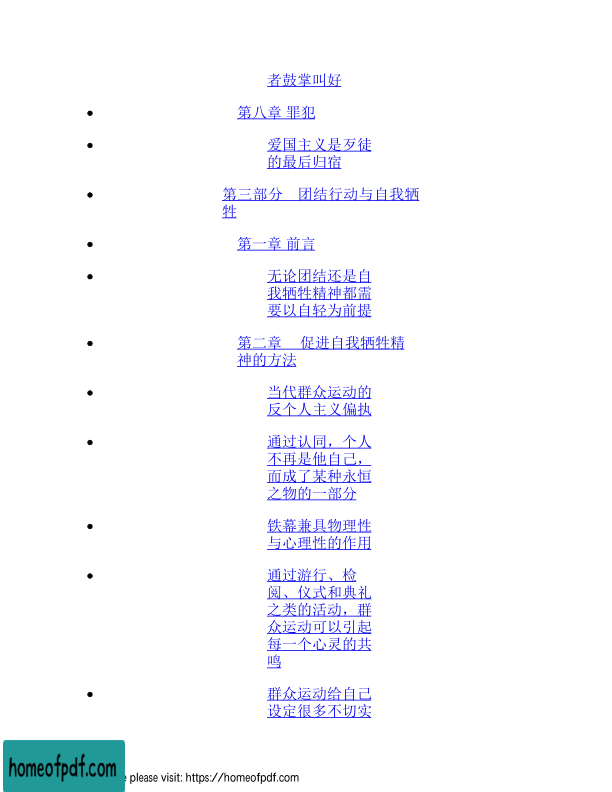 者鼓掌叫好
第八章 罪犯
爱国主义是歹徒
的最后归宿
第三部分　团结行动与自我牺
牲
第一章 前言
无论团结还是自
我牺牲精神都需
要以自轻为前提
第二章　 促进自我牺牲精
神的方法
当代群众运动的
反个人主义偏执
通过认同，个人
不再是他自己，
而成了某种永恒
之物的一部分
铁幕兼具物理性
与心理性的作用
通过游行、检
阅、仪式和典礼
之类的活动，群
众运动可以引起
每一个心灵的共
鸣
群众运动给自己
设定很多不切实
homeofpdf.com
please visit: https://homeofpdf.com